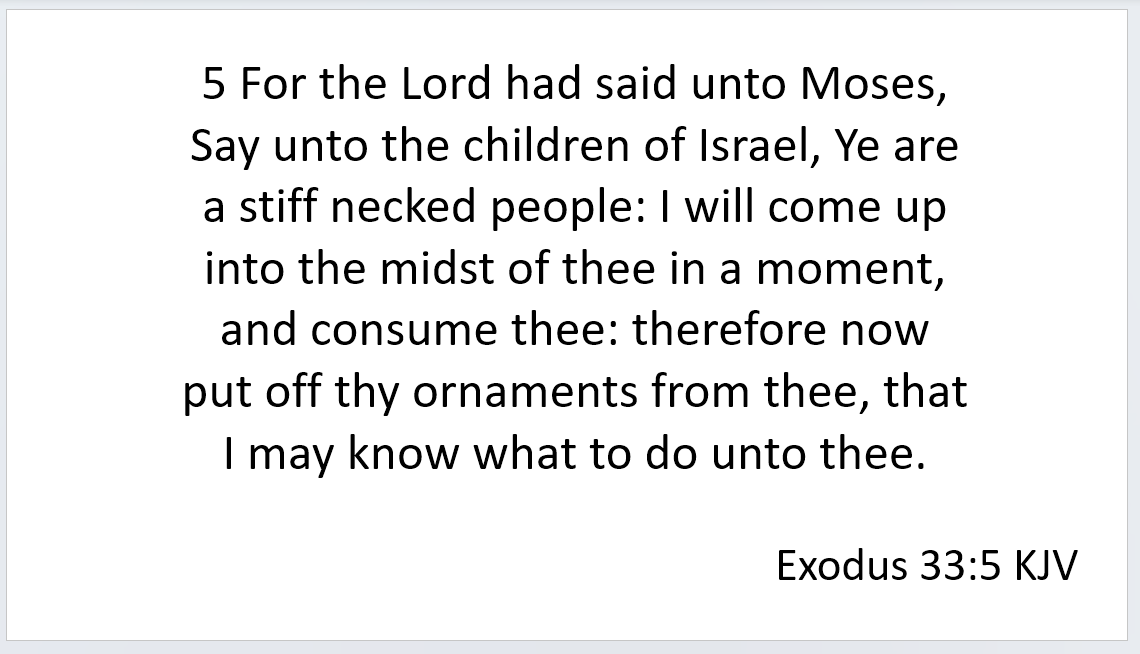 5 For the Lord had said unto Moses,
Say unto the children of Israel, Ye are
a stiff necked people: I will come up
into the midst of thee in a moment,
and consume thee: therefore now
put off thy ornaments from thee, that
I may know what to do unto thee.
Exodus 33:5 KJV